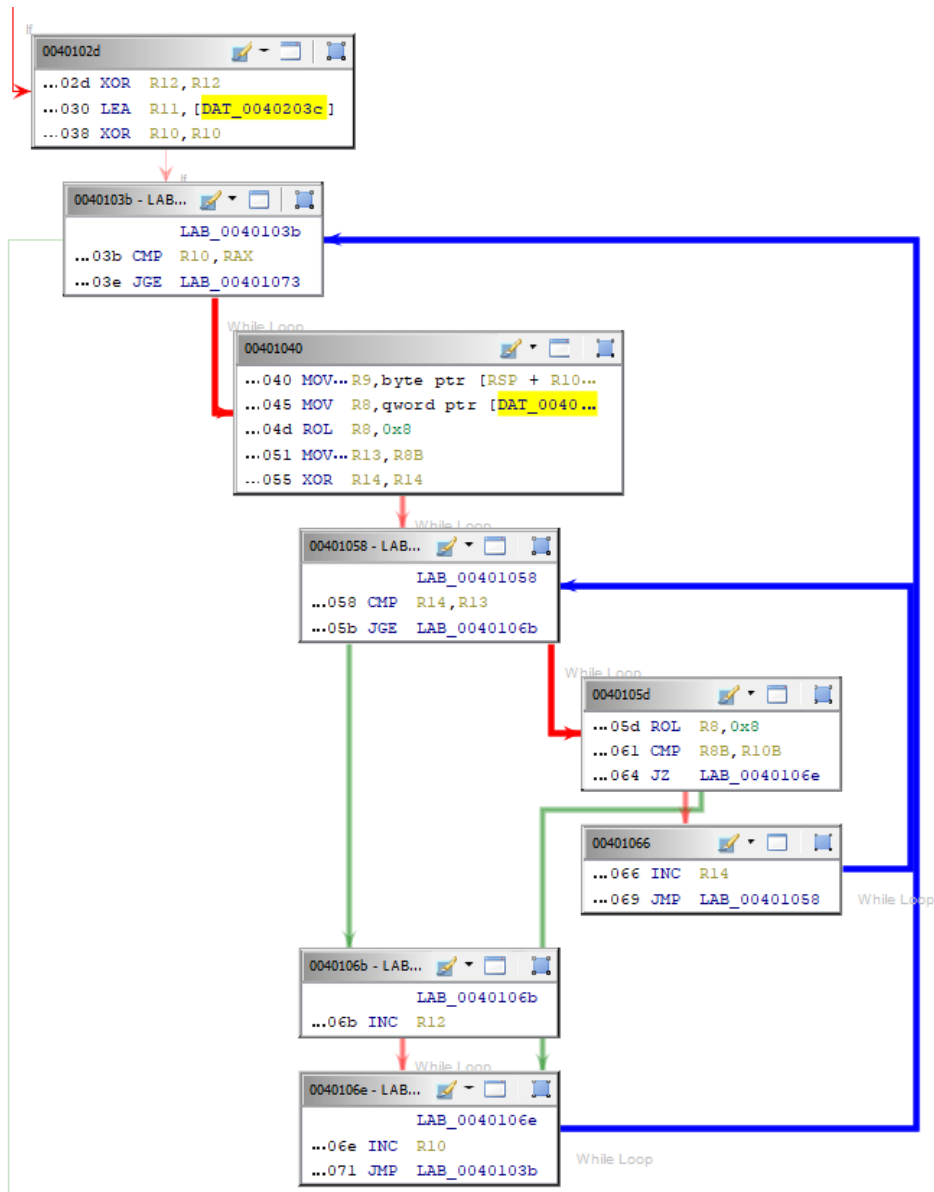 If
0040102d
...02d XOR R12,R12
...030 LEA R11,[DAT_0040203c]
...038 XOR R10,R10
If
0040103b - LAB...
LAB_0040103b
...03b CMP R10,RAX
...03e JGE LAB_00401073
While Loop
00401040
...040 MOV... R9,byte ptr [RSP + R10...
...045 MOV R8,qword ptr [DAT_0040...
...04d ROL R8,0x8
...051 MOV... R13,R8B
...055 XOR R14,R14
While Loop
00401058 - LAB...
LAB_00401058
...058 CMP R14,R13
...05b JGE LAB_0040106b
While Loop
0040105d
...05d ROL R8,0x8
...061 CMP R8B,R10B
...064 JZ LAB_0040106e
00401066
...066 INC R14
...069 JMP LAB_00401058
While Loop
0040106b - LAB...
LAB_0040106b
...06b INC R12
While Loop
0040106e - LAB...
LAB_0040106e
...06e INC R10
...071 JMP LAB_0040103b
While Loop